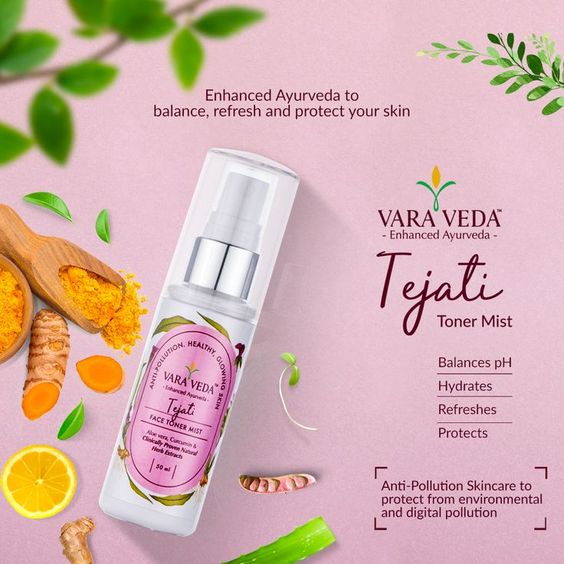 Enhanced Ayurveda to
balance, refresh and protect your skin
VARA VEDA™
- Enhanced Ayurveda -
Tejati
Toner Mist
Balances pH
Hydrates
Refreshes
Protects
Anti-Pollution Skincare to
protect from environmental
and digital pollution
ANTI-POLLUTION, HEALTHY, GLOWING SKIN
VARA VEDA
- Enhanced Ayurveda -
Tejati
FACE TONER MIST
Aloe vera, Curcumin &
Clinically Proven Natural
Herb Extracts
50 ml